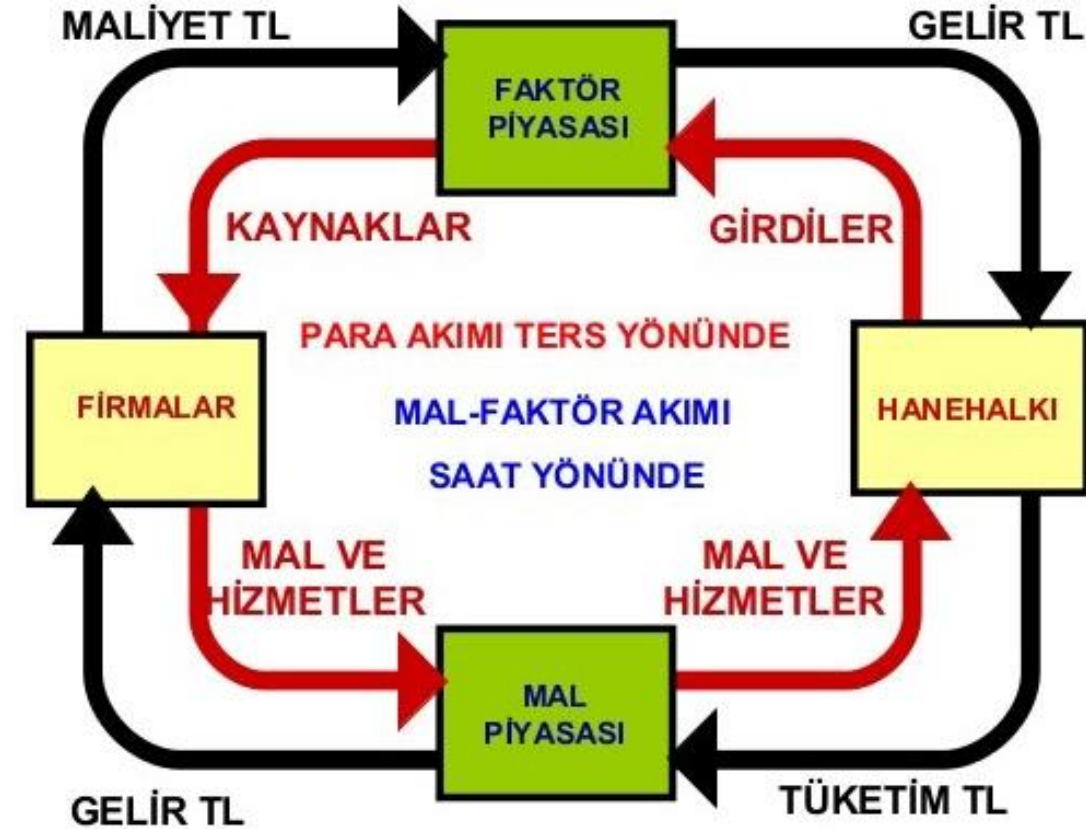 MALİYET TL
GELİR TL
FAKTÖR
PİYASASI
KAYNAKLAR
GİRDİLER
PARA AKIMI TERS YÖNÜNDE
FİRMALAR
MAL-FAKTÖR AKIMI
HANEHALKI
SAAT YÖNÜNDE
MAL VE
HİZMETLER
MAL VE
HİZMETLER
MAL
PİYASASI
GELİR TL
TÜKETİM TL